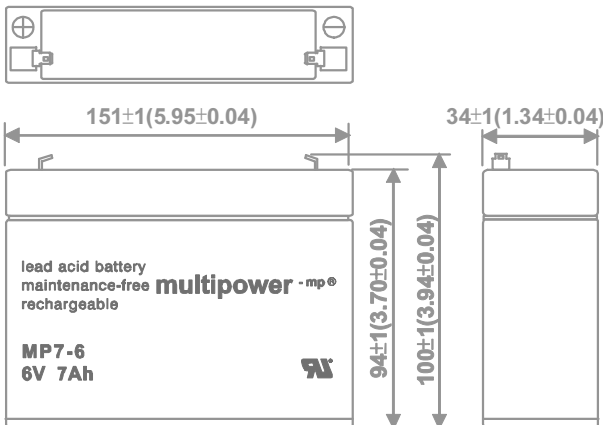 151±1(5.95±0.04)
34±1(1.34±0.04)
lead acid battery
maintenance-free multipower -mp®
rechargeable
MP7-6
6V 7Ah
94±1(3.70±0.04)
100±1(3.94±0.04)